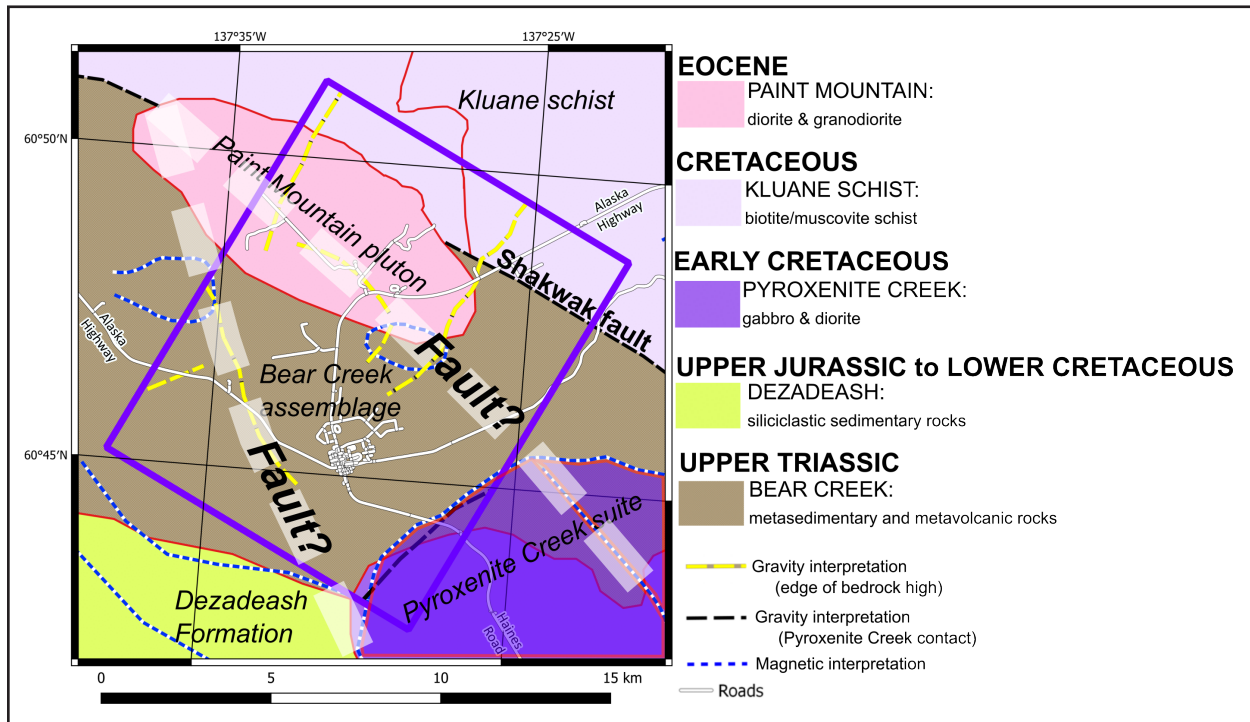 137°35'W
137°25'W
60°50'N
60°45'N
Kluane schist
Paint Mountain pluton
Alaska
Highway
Shakwak fault
Alaska
Highway
Fault?
Bear Creek
assemblage
Fault?
Pyroxenite Creek suite
Dezadeash
Formation
Haines
Road
0
5
10
15 km
EOCENE
PAINT MOUNTAIN:
diorite & granodiorite
CRETACEOUS
KLUANE SCHIST:
biotite/muscovite schist
EARLY CRETACEOUS
PYROXENITE CREEK:
gabbro & diorite
UPPER JURASSIC to LOWER CRETACEOUS
DEZADEASH:
siliciclastic sedimentary rocks
UPPER TRIASSIC
BEAR CREEK:
metasedimentary and metavolcanic rocks
Gravity interpretation
(edge of bedrock high)
Gravity interpretation
(Pyroxenite Creek contact)
Magnetic interpretation
Roads